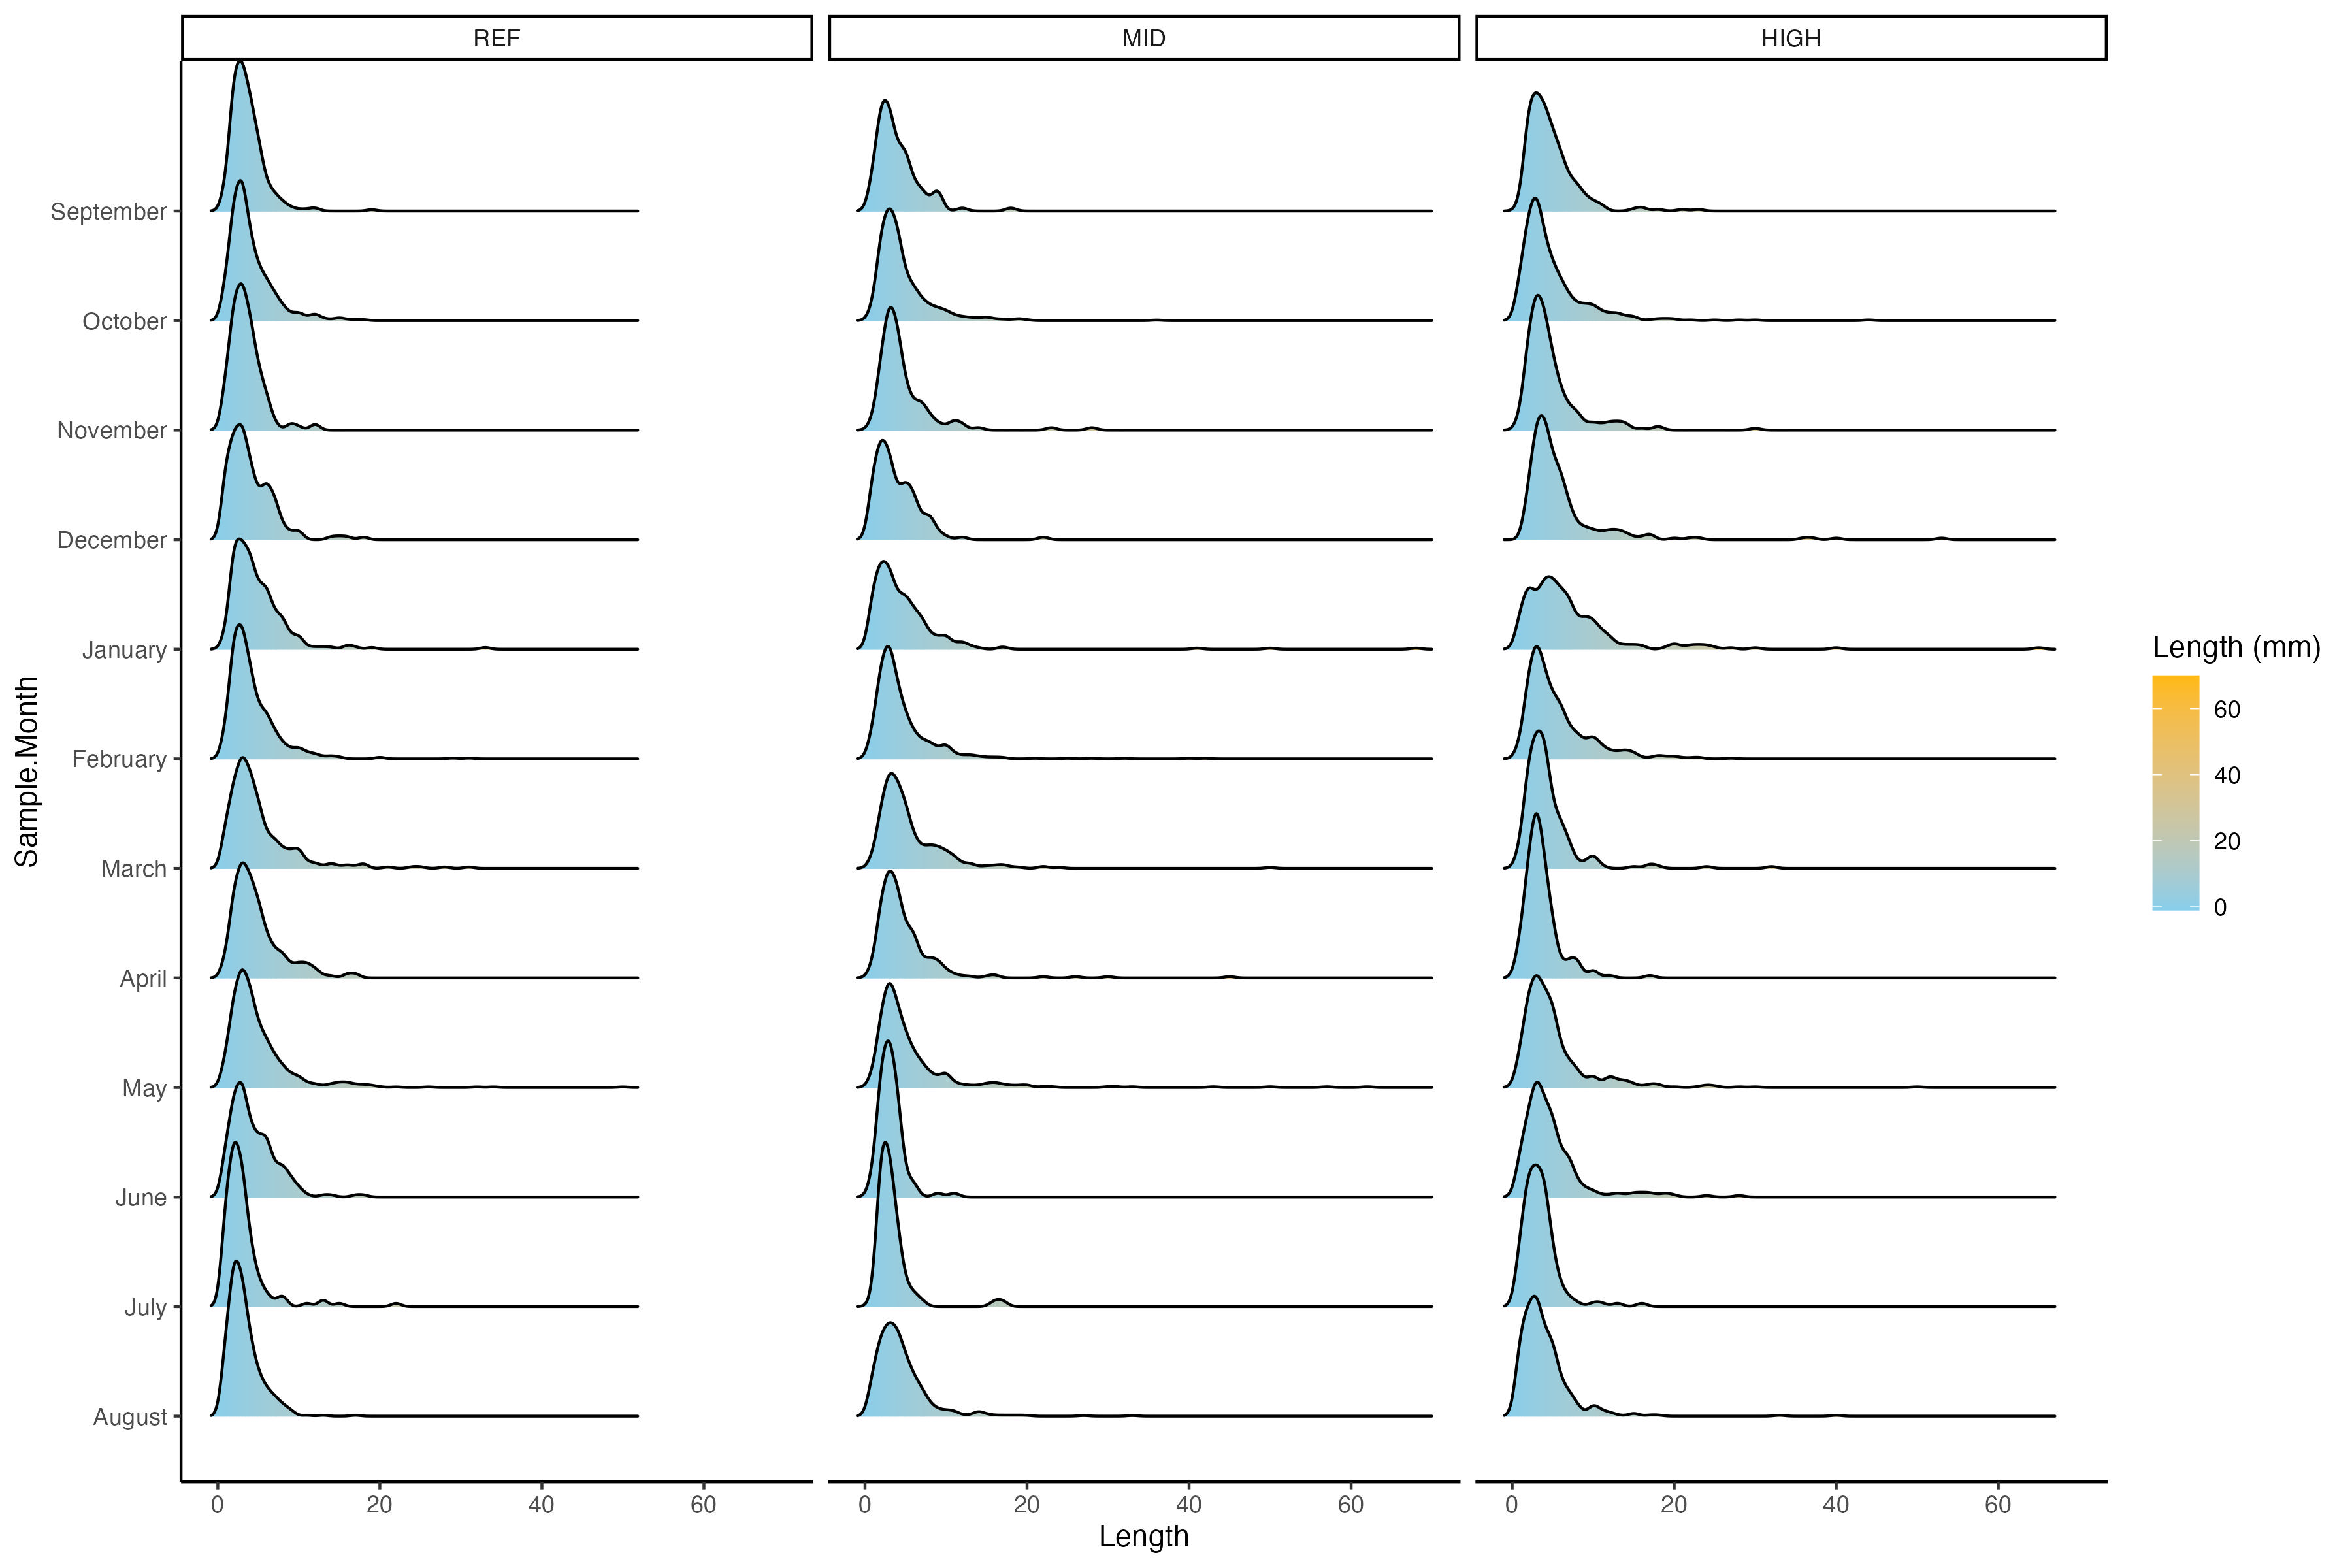 REF
MID
HIGH
September
October
November
December
January
February
March
April
May
June
July
August
Sample.Month
0 20 40 60
0 20 40 60
0 20 40 60
Length
Length (mm)
60
40
20
0